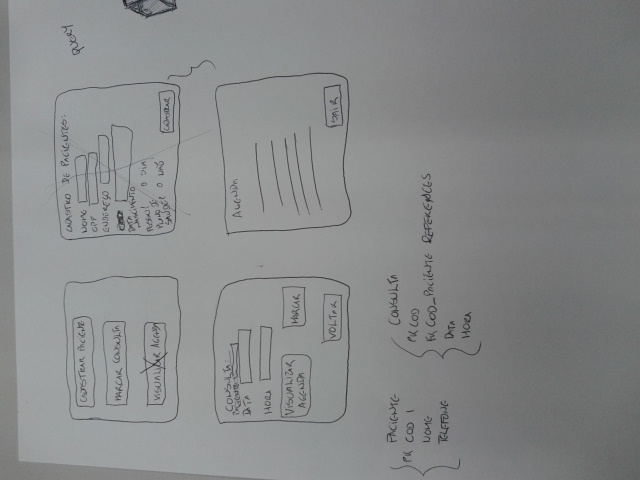 CADASTRAR PACIENTE
MARCAR CONSULTA
VISUALIZAR AGENDA
CADASTRO DE PACIENTES:
NOME
CPF
ENDEREÇO
DATA
NASCIMENTO
POSSUI O SIM
PLANO DE
SAÚDE? O NÃO
CADASTRAR
QUERY
CONSULTA:
PACIENTE
DATA
HORA
VISUALIZAR
AGENDA
MARCAR
VOLTAR
AGENDA
SAIR
PACIENTE
PK COD 1
NOME
TELEFONE
CONSULTA
PK COD
FK COD_PACIENTE REFERENCES
DATA
HORA